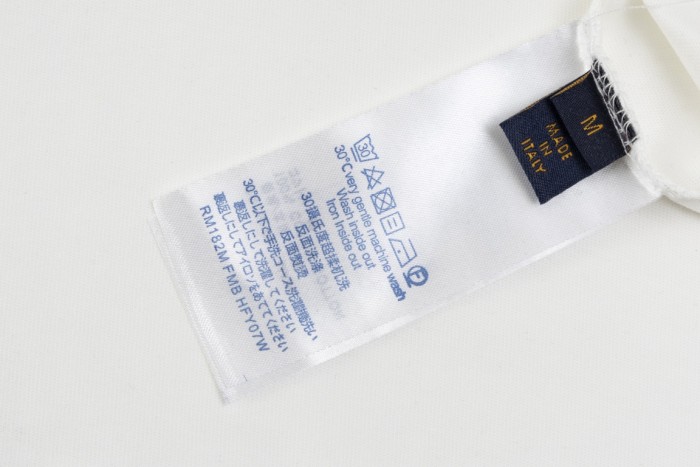 M
MADE
IN
ITALY
30
30°C very gentle machine wash
Wash inside out
Iron Inside out
30摄氏度超柔机洗
反面洗涤
反面熨烫
30℃以下で手洗コース洗濯機洗い
裏返しにして洗濯してください
裏返しにしてアイロンをあててください
RM182M FMB HFY07W